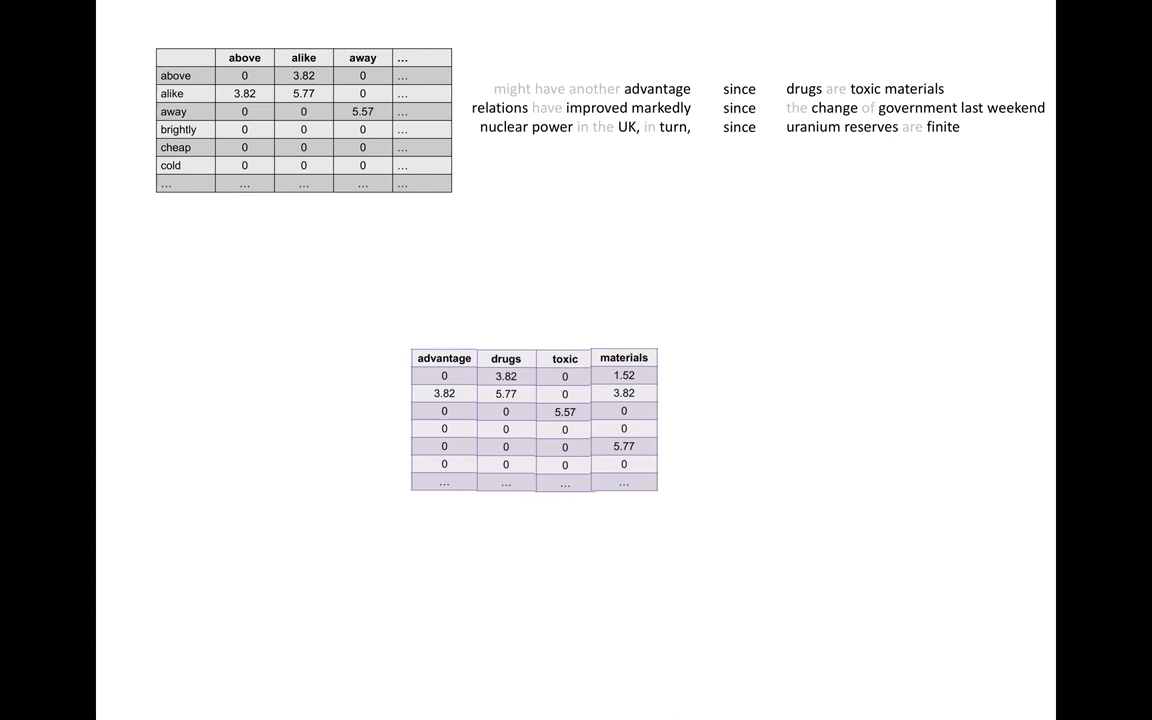 above alike away …
above 0 3.82 0 …
alike 3.82 5.77 0 …
away 0 0 5.57 …
brightly 0 0 0 …
cheap 0 0 0 …
cold 0 0 0 …
… … … … …
might have another advantage since drugs are toxic materials
relations have improved markedly since the change of government last weekend
nuclear power in the UK, in turn, since uranium reserves are finite
advantage drugs toxic materials
0 3.82 0 1.52
3.82 5.77 0 3.82
0 0 5.57 0
0 0 0 0
0 0 0 5.77
0 0 0 0
… … … …